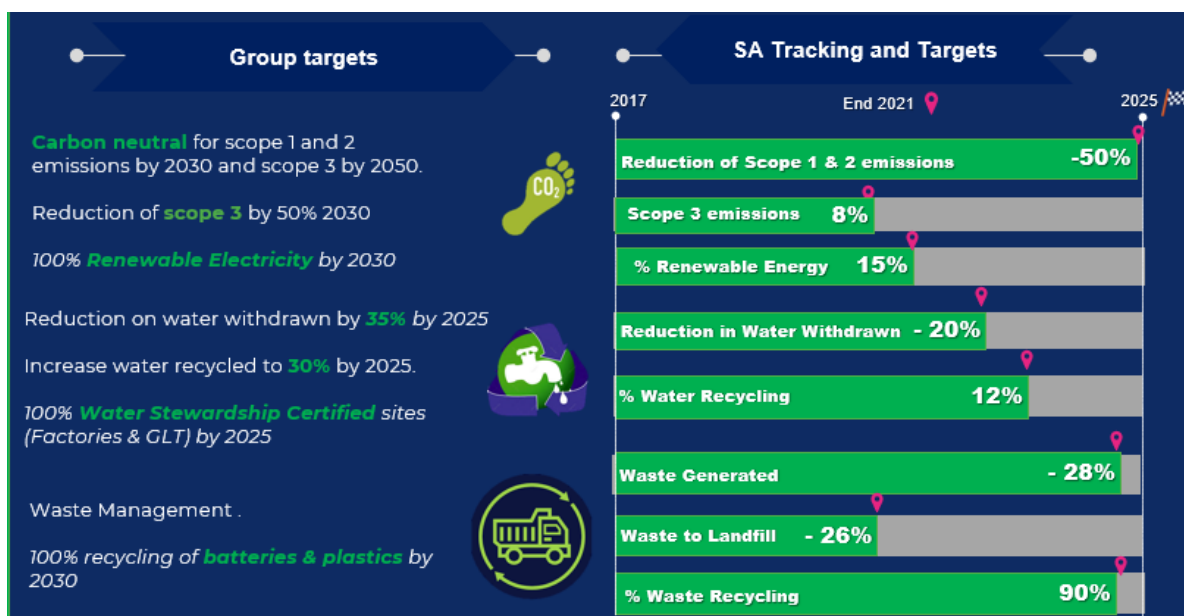 Group targets
Carbon neutral for scope 1 and 2
emissions by 2030 and scope 3 by 2050.
Reduction of scope 3 by 50% 2030
100% Renewable Electricity by 2030
CO₂
Reduction on water withdrawn by 35% by 2025
Increase water recycled to 30% by 2025.
100% Water Stewardship Certified sites
(Factories & GLT) by 2025
Waste Management .
100% recycling of batteries & plastics by
2030
SA Tracking and Targets
2017 End 2021 2025
Reduction of Scope 1 & 2 emissions -50%
Scope 3 emissions 8%
% Renewable Energy 15%
Reduction in Water Withdrawn - 20%
% Water Recycling 12%
Waste Generated - 28%
Waste to Landfill - 26%
% Waste Recycling 90%